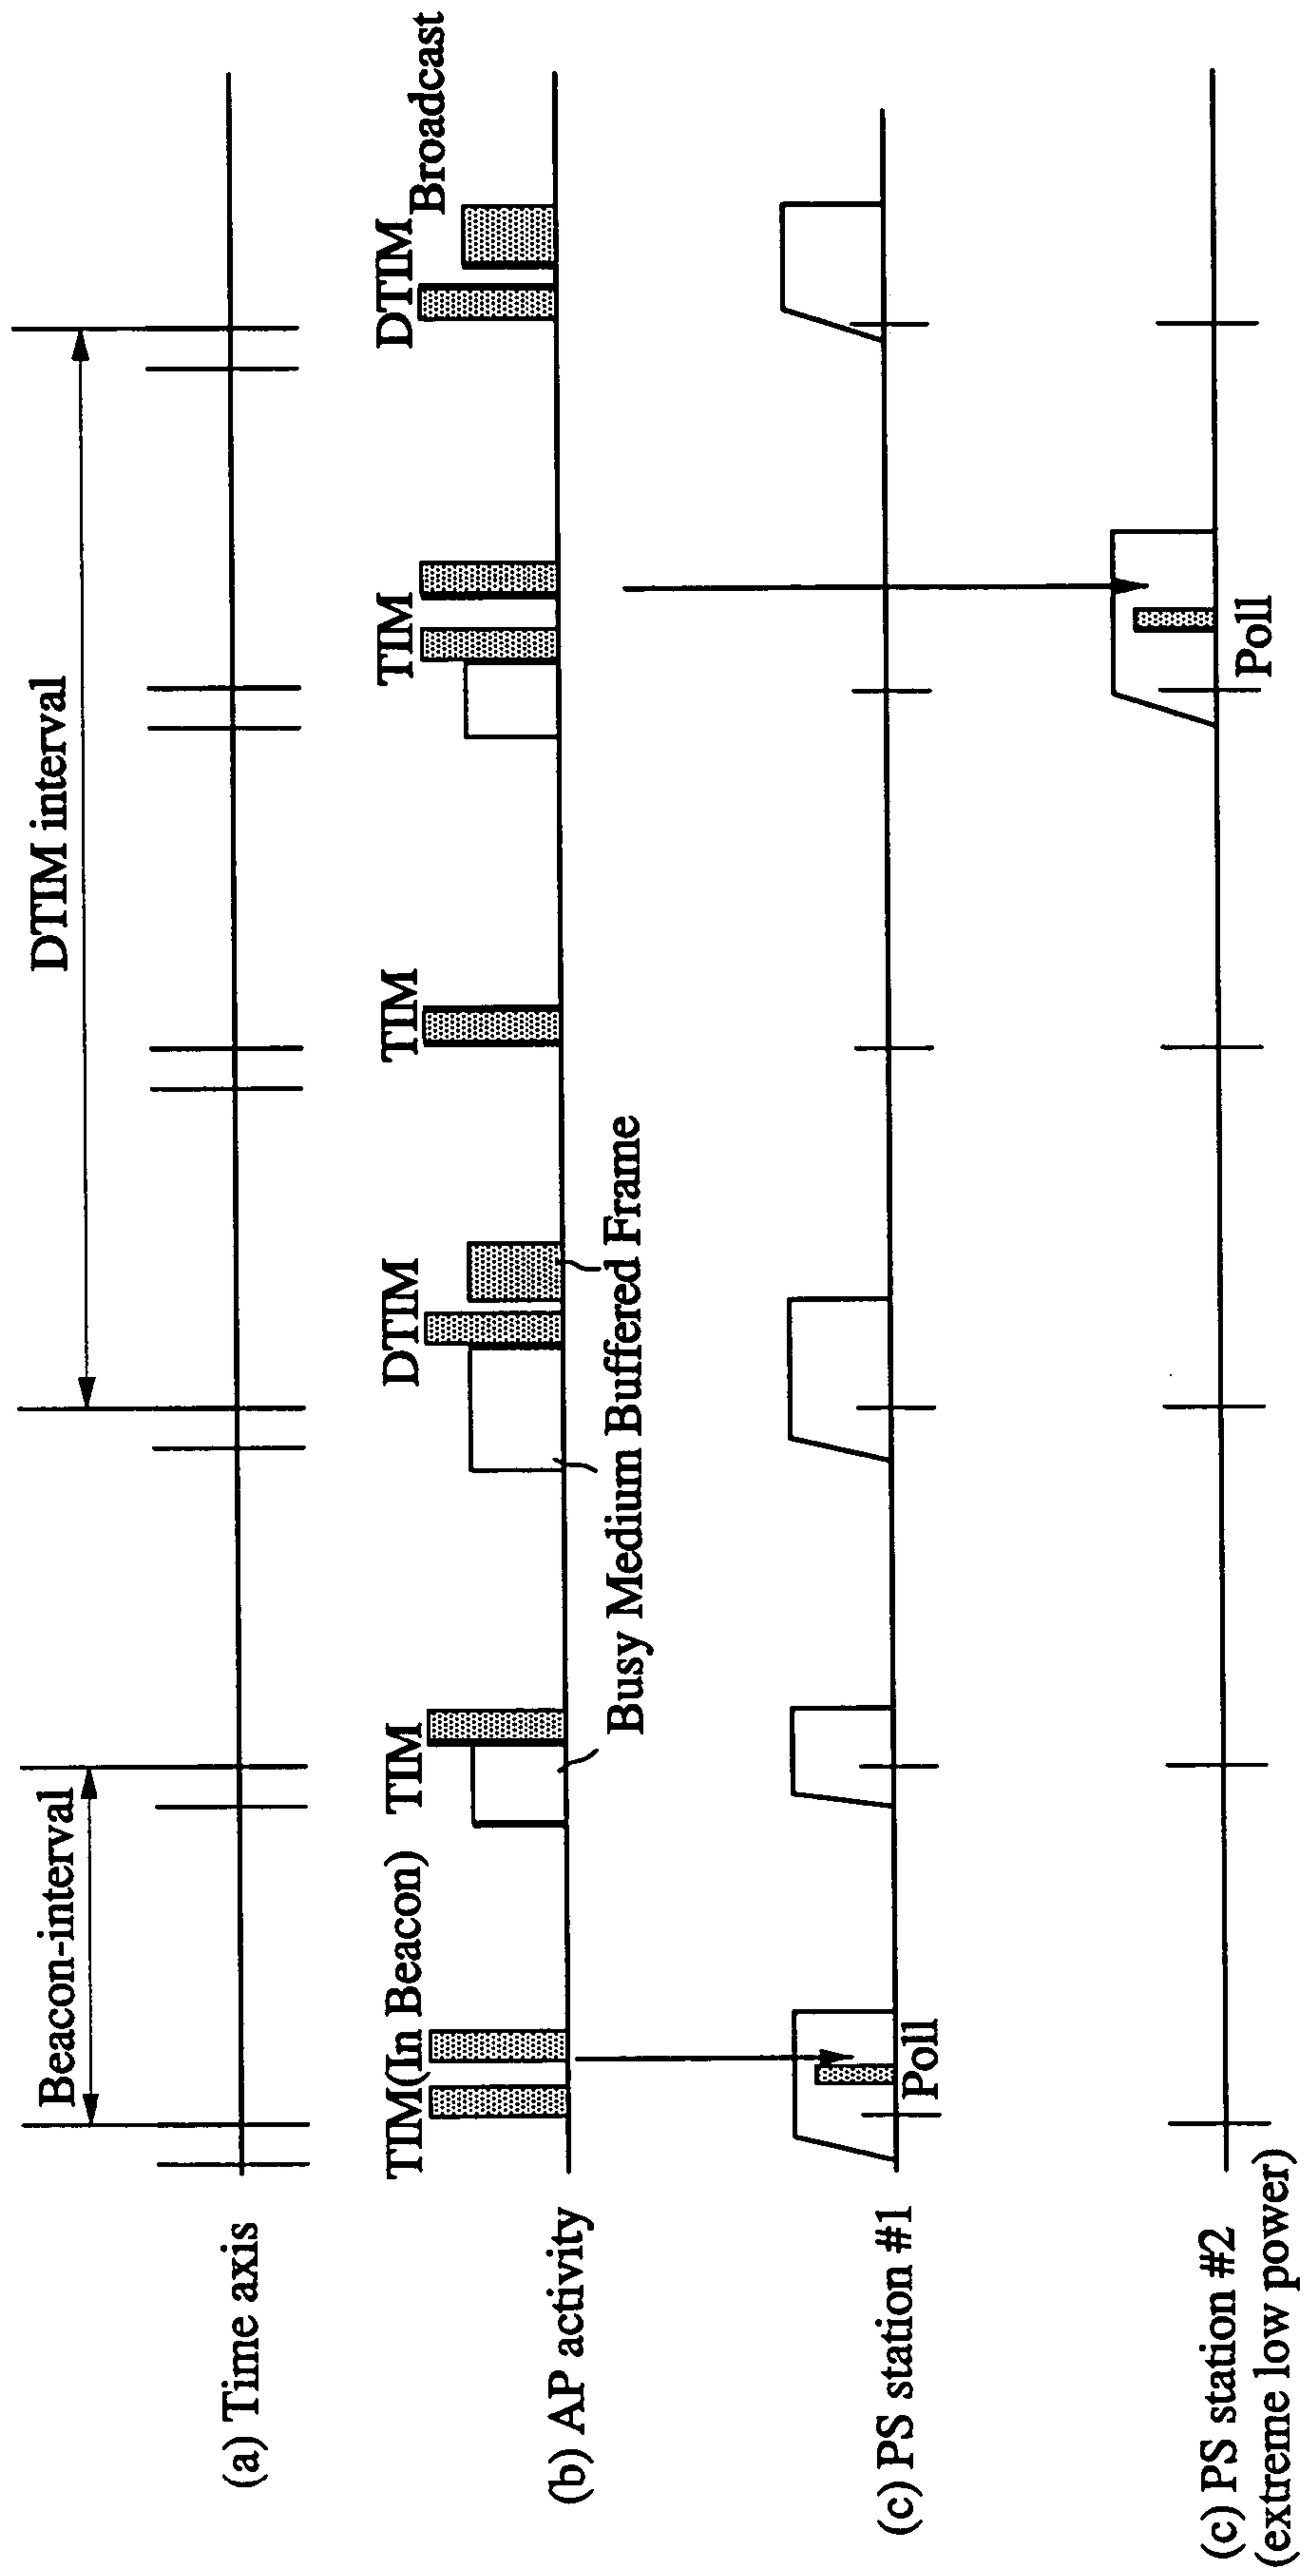 Beacon-interval
DTIM interval
(a) Time axis
TIM(In Beacon)
TIM
DTIM
TIM
TIM
DTIM
Broadcast
(b) AP activity
Busy Medium Buffered Frame
(c) PS station #1
Poll
(c) PS station #2
(extreme low power)
Poll